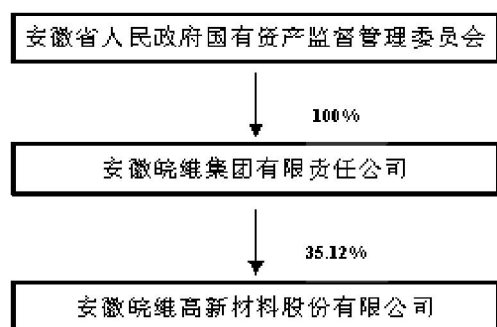 安徽省人民政府国有资产监督管理委员会
100%
安徽皖维集团有限责任公司
35.12%
安徽皖维高新材料股份有限公司